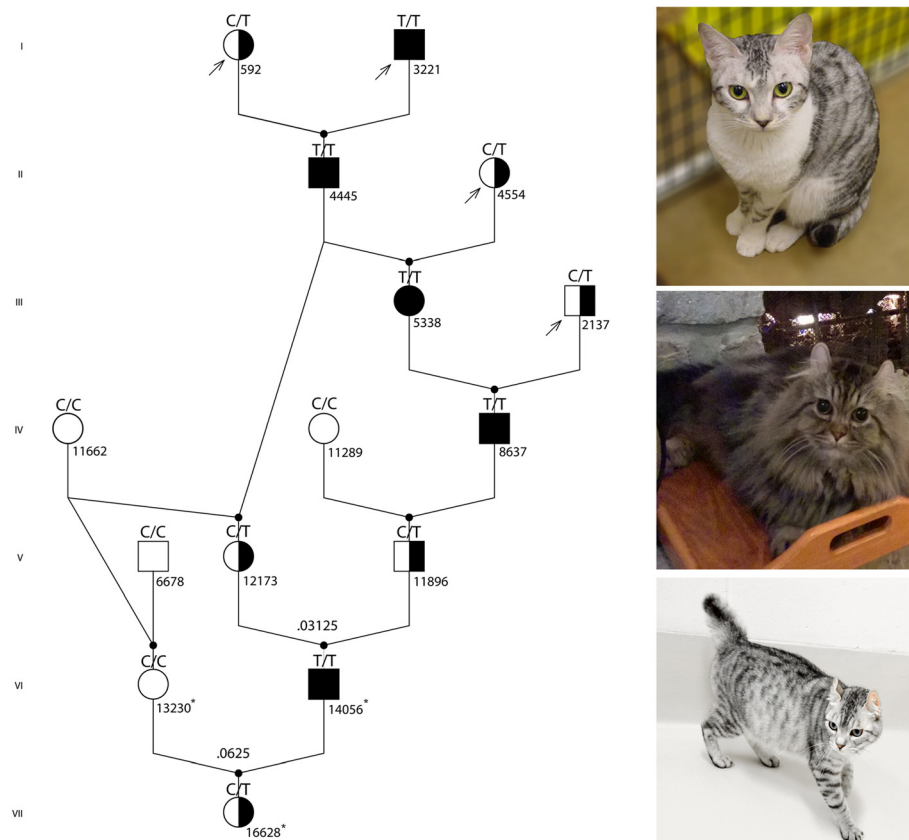 C/T T/T
I
592 3221
T/T C/T
II
4445 4554
T/T C/T
III
5338 2137
C/C C/C T/T
IV
11662 11289 8637
C/C C/T C/T
V
6678 12173 11896
.03125
C/C T/T
VI
13230* 14056*
.0625
C/T
VII
16628*